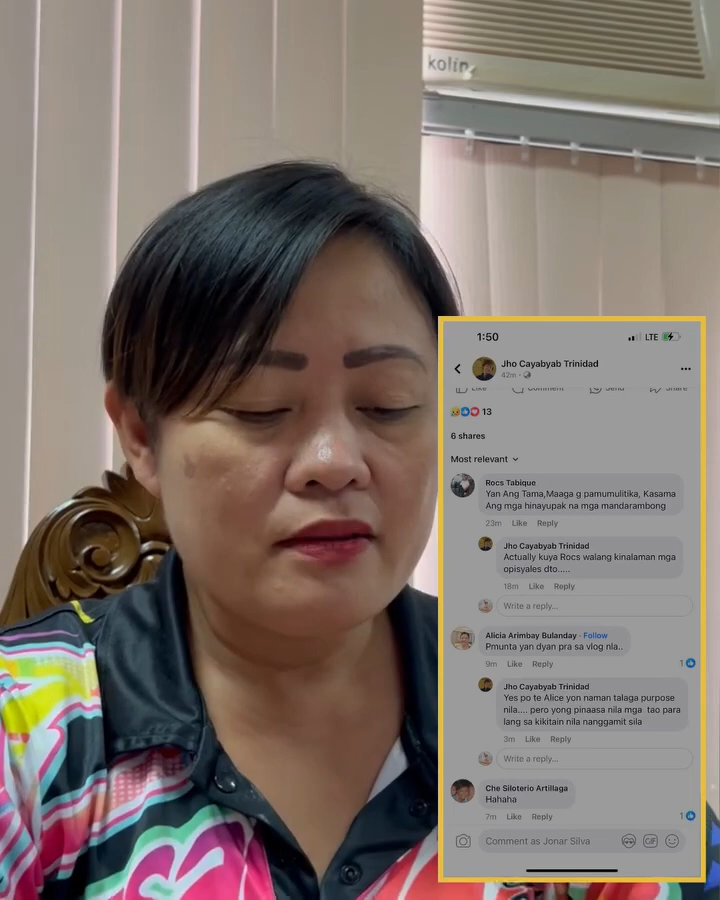 kolin
1:50
LTE
Jho Cayabyab Trinidad
42m
Like
Comment
Send
Share
13
6 shares
Most relevant
Rocs Tabique
Yan Ang Tama,Maaga g pamumulitika, Kasama
Ang mga hinayupak na mga mandarambong
23m Like Reply
Jho Cayabyab Trinidad
Actually kuya Rocs walang kinalaman mga
opisyales dto.....
18m Like Reply
Write a reply...
Alicia Arimbay Bulanday · Follow
Pmunta yan dyan pra sa vlog nla..
9m Like Reply 1
Jho Cayabyab Trinidad
Yes po te Alice yon naman talaga purpose
nila.... pero yong pinaasa nila mga tao para
lang sa kikitain nila nanggamit sila
3m Like Reply
Write a reply...
Che Siloterio Artillaga
Hahaha
7m Like Reply 1
Comment as Jonar Silva
GIF